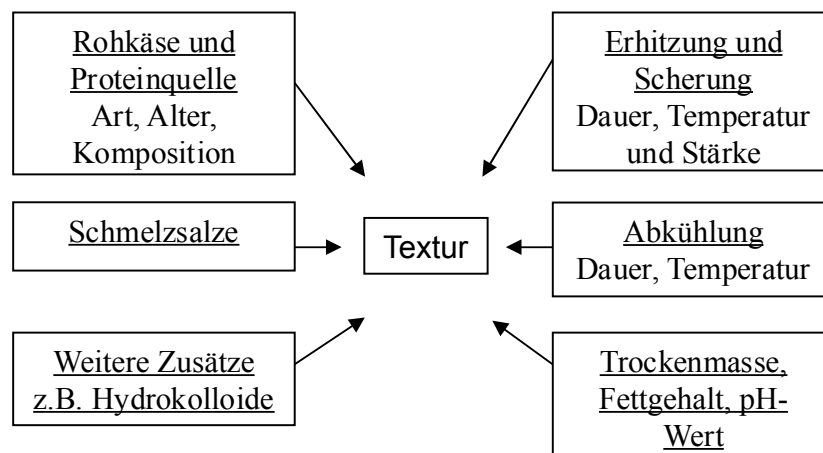 Rohkäse und
Proteinquelle
Art, Alter,
Komposition
Schmelzsalze
Weitere Zusätze
z.B. Hydrokolloide
Textur
Erhitzung und
Scherung
Dauer, Temperatur
und Stärke
Abkühlung
Dauer, Temperatur
Trockenmasse,
Fettgehalt, pH-
Wert